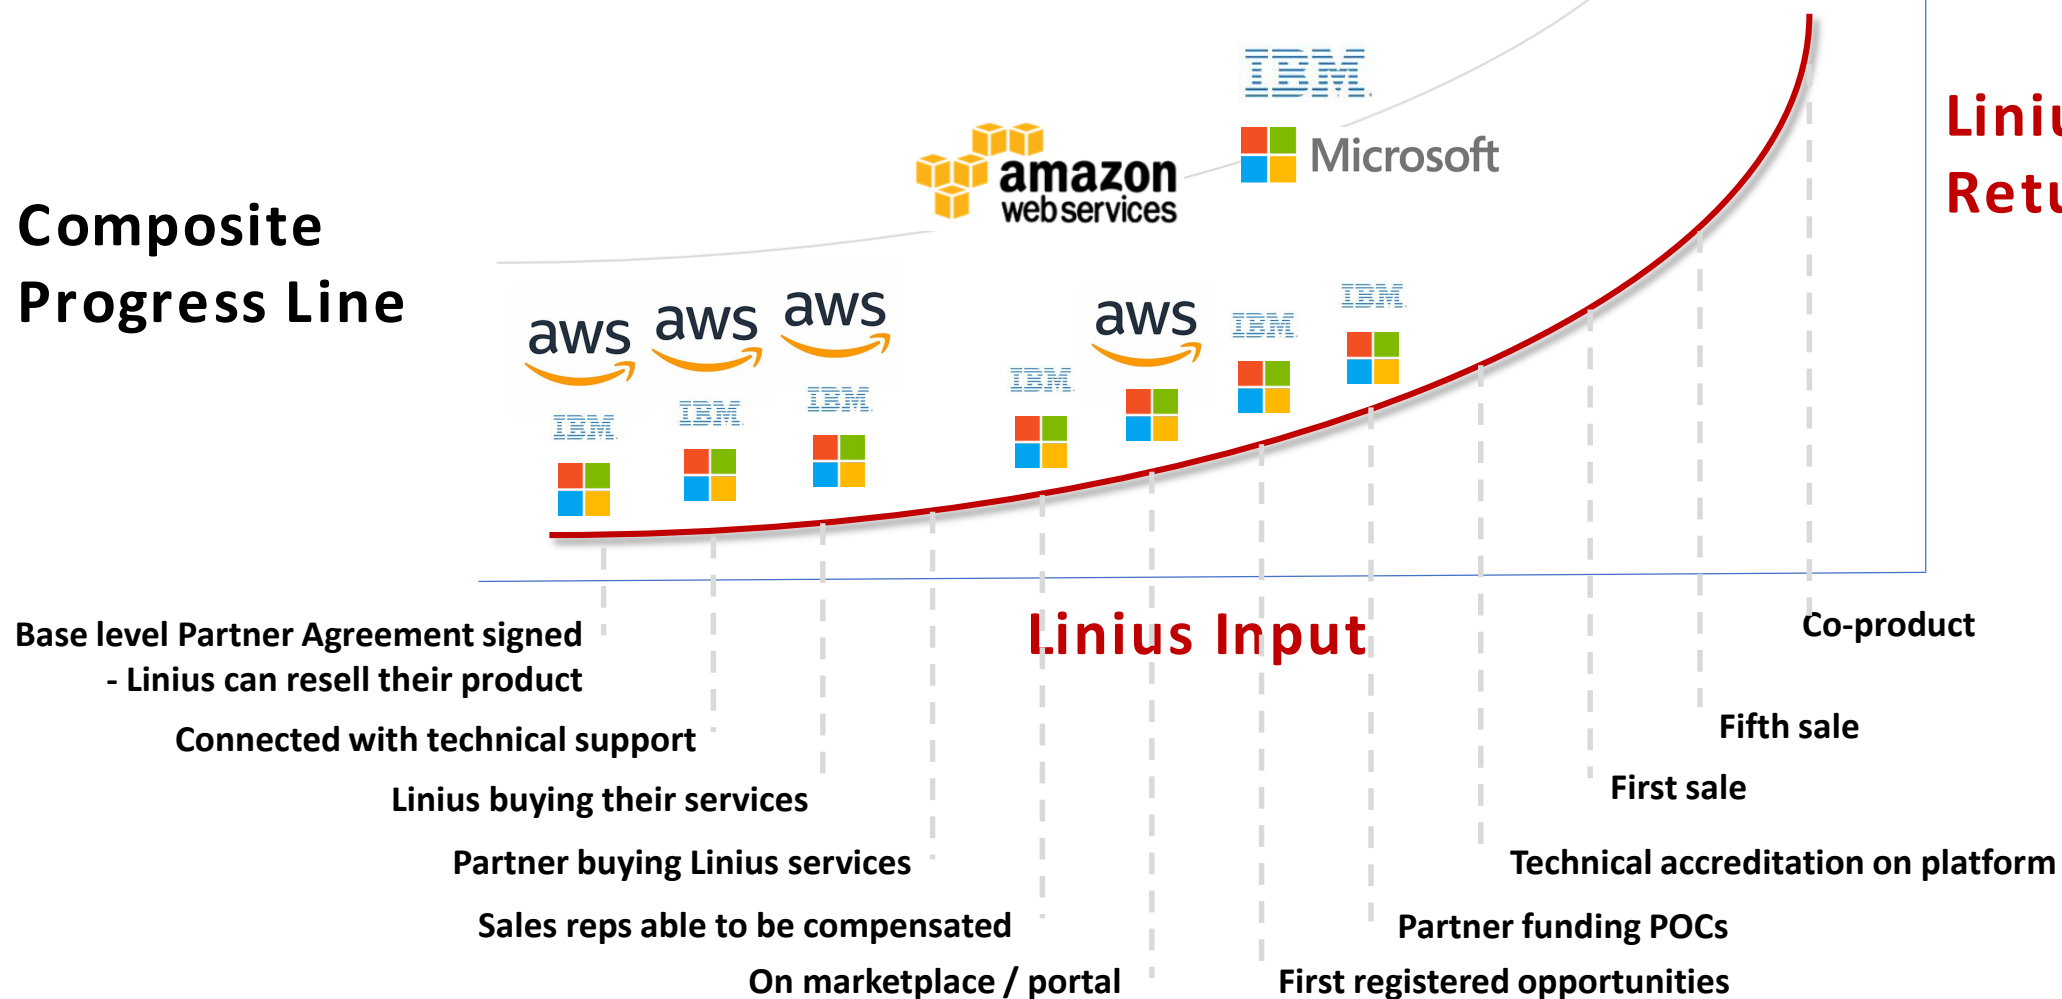 IBM.
Liniu
Retu
amazon
web services
Microsoft
Composite
Progress Line
aws
aws
aws
aws
IBM.
IBM.
IBM.
IBM.
IBM.
IBM.
Linius Input
Base level Partner Agreement signed
- Linius can resell their product
Connected with technical support
Linius buying their services
Partner buying Linius services
Sales reps able to be compensated
On marketplace / portal
First registered opportunities
Partner funding POCs
Technical accreditation on platform
First sale
Fifth sale
Co-product